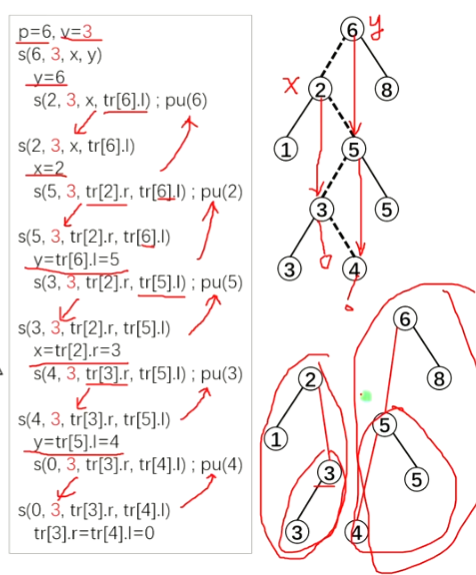 p=6, v=3
s(6, 3, x, y)
y=6
s(2, 3, x, tr[6].l) ; pu(6)
s(2, 3, x, tr[6].l)
x=2
s(5, 3, tr[2].r, tr[6].l) ; pu(2)
s(5, 3, tr[2].r, tr[6].l)
y=tr[6].l=5
s(3, 3, tr[2].r, tr[5].l) ; pu(5)
s(3, 3, tr[2].r, tr[5].l)
x=tr[2].r=3
s(4, 3, tr[3].r, tr[5].l) ; pu(3)
s(4, 3, tr[3].r, tr[5].l)
y=tr[5].l=4
s(0, 3, tr[3].r, tr[4].l) ; pu(4)
s(0, 3, tr[3].r, tr[4].l)
tr[3].r=tr[4].l=0
6 y
x 2 8
1 5
3 5
3 4
0
6
2 8
1 5
3 5
3 4